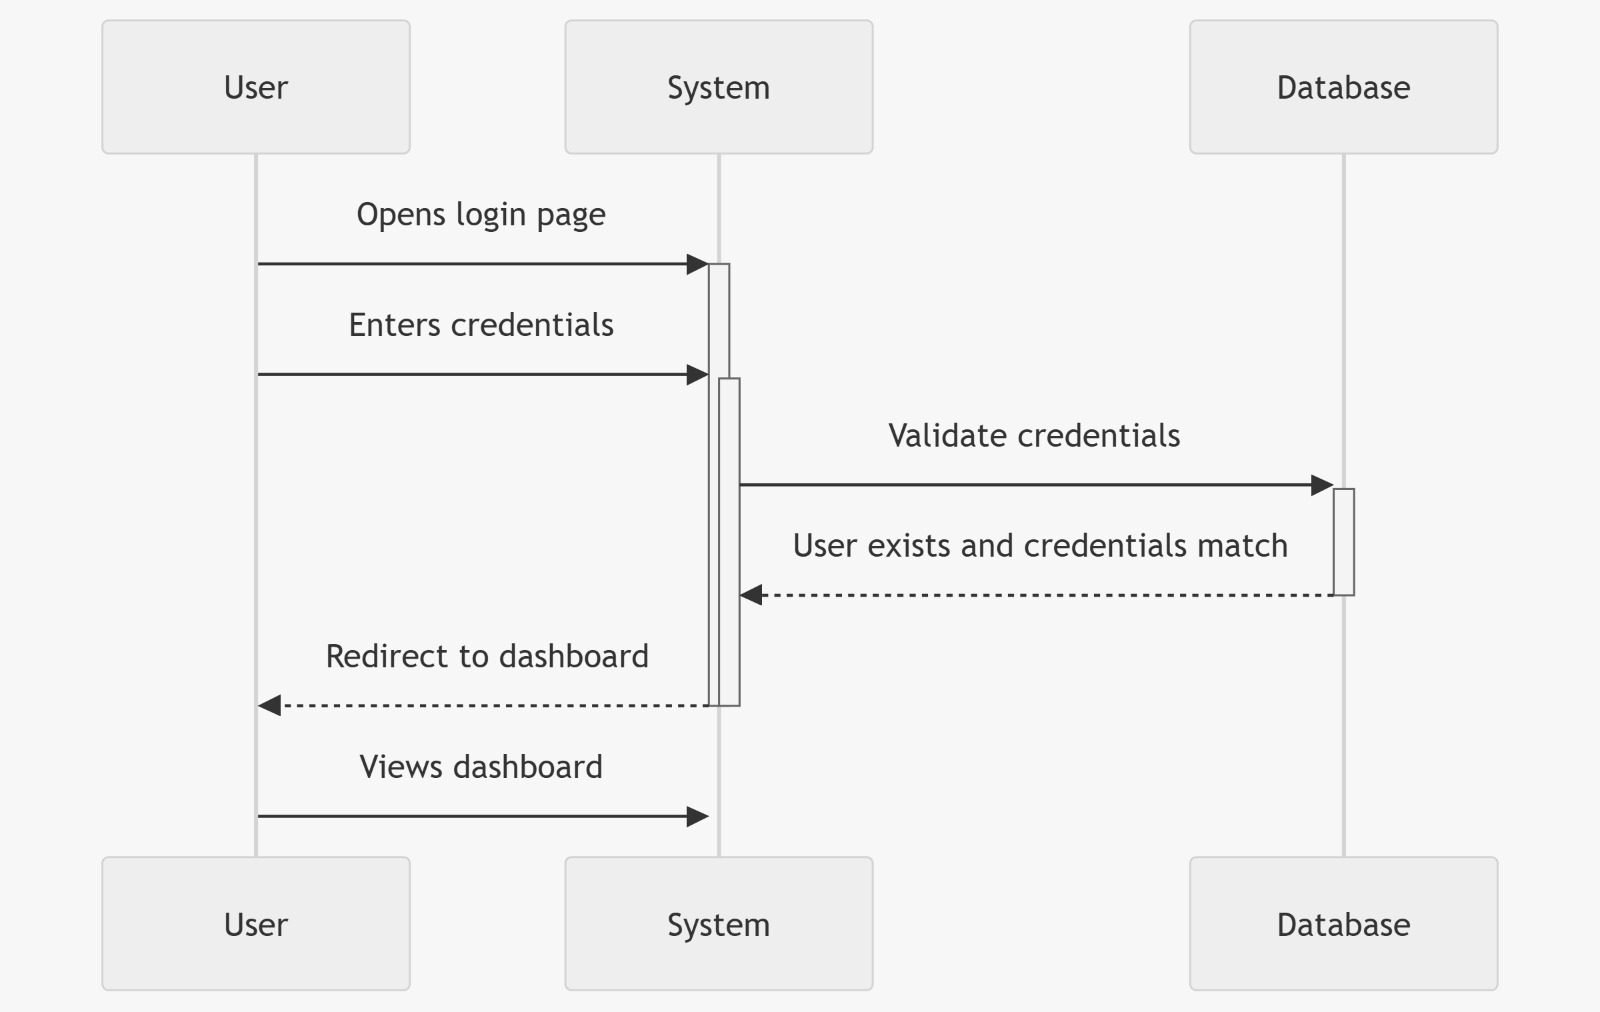 User
System
Database
Opens login page
Enters credentials
Validate credentials
User exists and credentials match
Redirect to dashboard
Views dashboard
User
System
Database